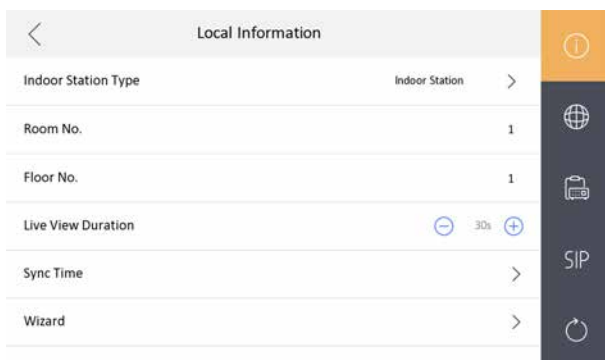 Local Information
Indoor Station Type Indoor Station
Room No. 1
Floor No. 1
Live View Duration 30s
Sync Time
SIP
Wizard